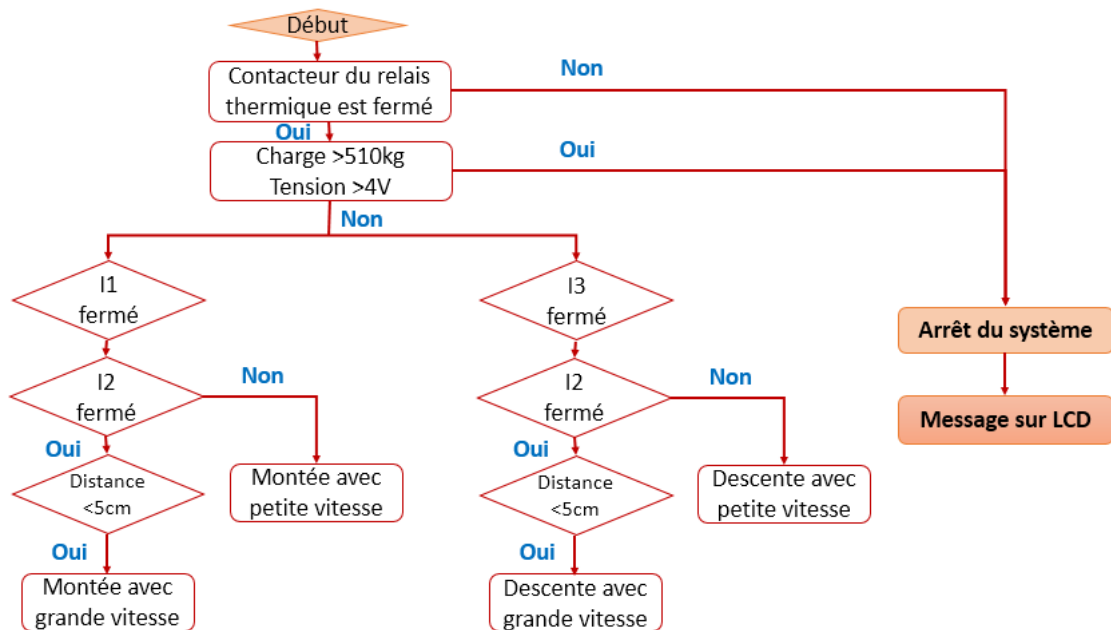 Début
Contacteur du relais
thermique est fermé
Non
Oui
Charge >510kg
Tension >4V
Oui
Non
I1
fermé
I3
fermé
Arrêt du système
Message sur LCD
I2
fermé
Non
I2
fermé
Non
Oui
Oui
Distance
<5cm
Montée avec
petite vitesse
Distance
<5cm
Descente avec
petite vitesse
Oui
Oui
Montée avec
grande vitesse
Descente avec
grande vitesse